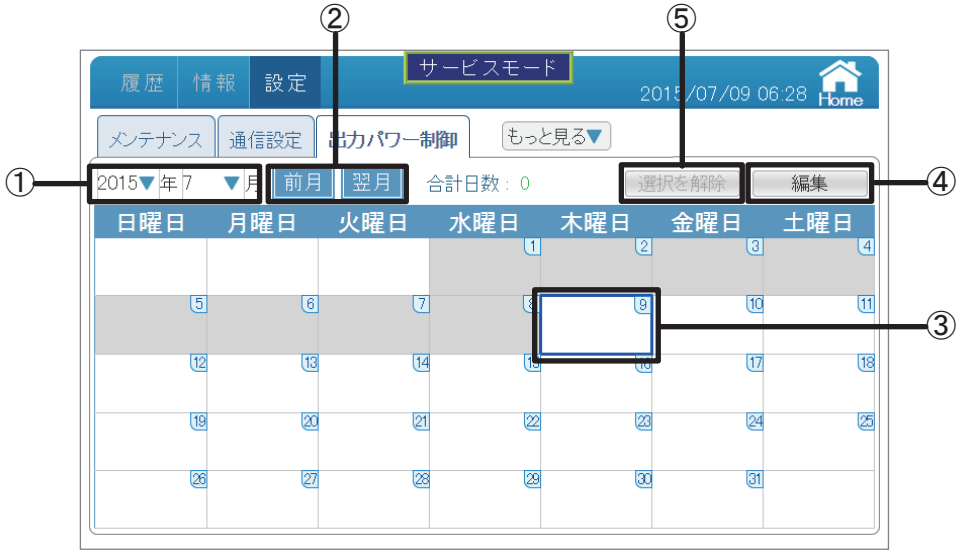 ② ⑤
サービスモード
履歴 情報 設定 2015/07/09 06:28 Home
メンテナンス 通信設定 出力パワー制御 もっと見る▼
① 2015▼年7 ▼月 前月 翌月 合計日数：0 選択を解除 編集 ④
日曜日 月曜日 火曜日 水曜日 木曜日 金曜日 土曜日
1 2 3 4
5 6 7 8 9 10 11
③
12 13 14 15 16 17 18
19 20 21 22 23 24 25
26 27 28 29 30 31